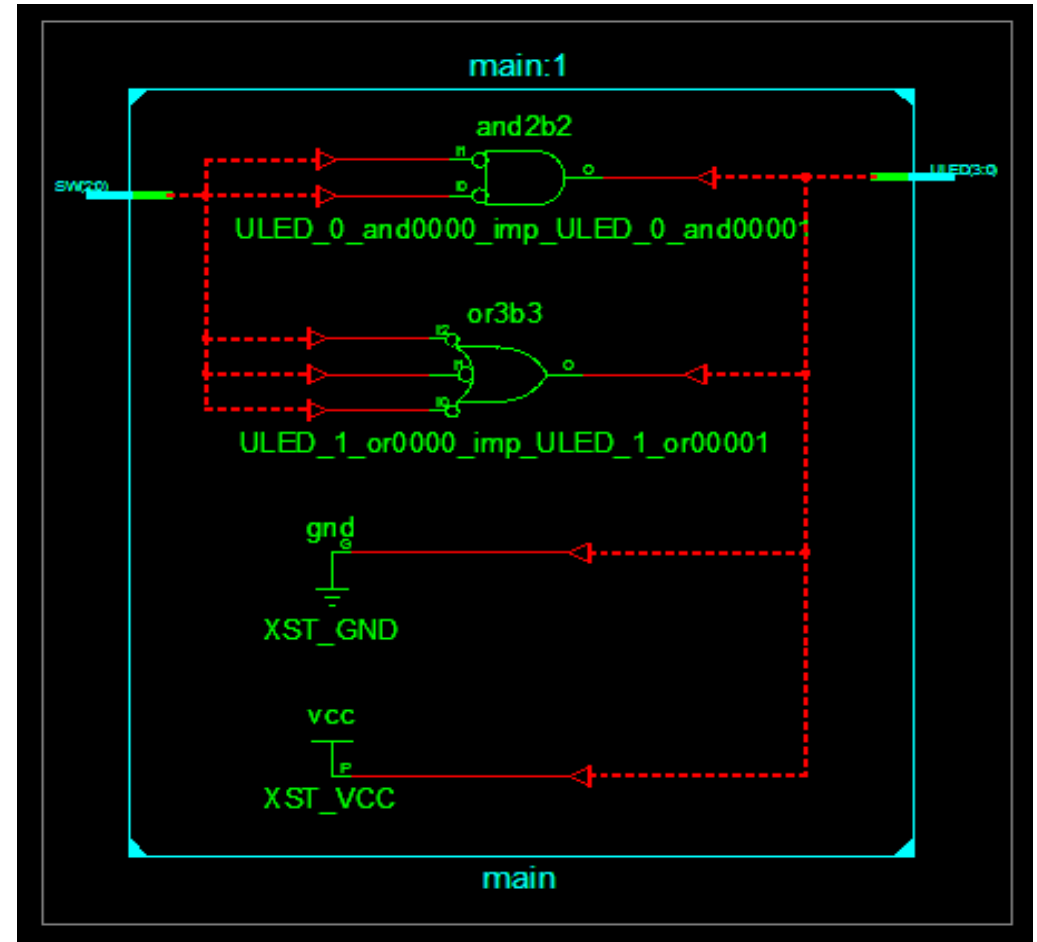 main:1
and2b2
I1
O
SW(2:0)
I0
ULED(3:0)
ULED_0_and0000_imp_ULED_0_and00001
or3b3
I2
I1
O
I0
ULED_1_or0000_imp_ULED_1_or00001
gnd
G
XST_GND
vcc
P
XST_VCC
main